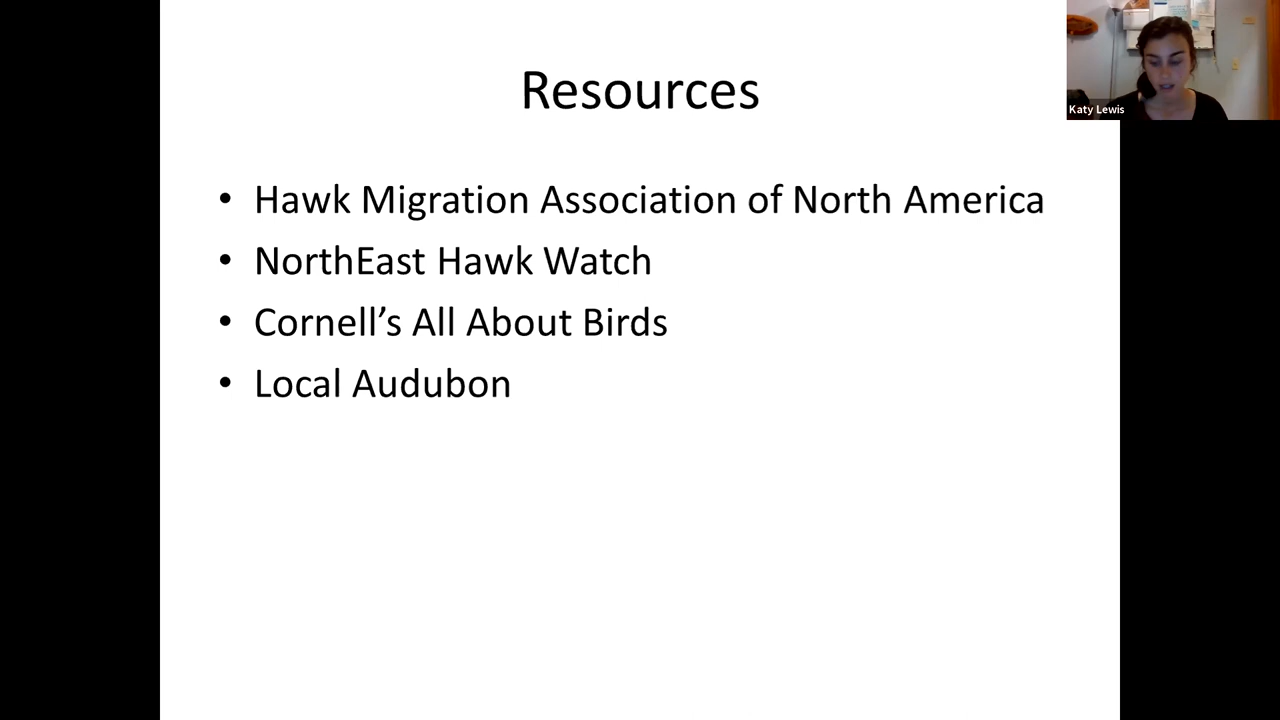 Resources
Katy Lewis
• Hawk Migration Association of North America
• NorthEast Hawk Watch
• Cornell’s All About Birds
• Local Audubon